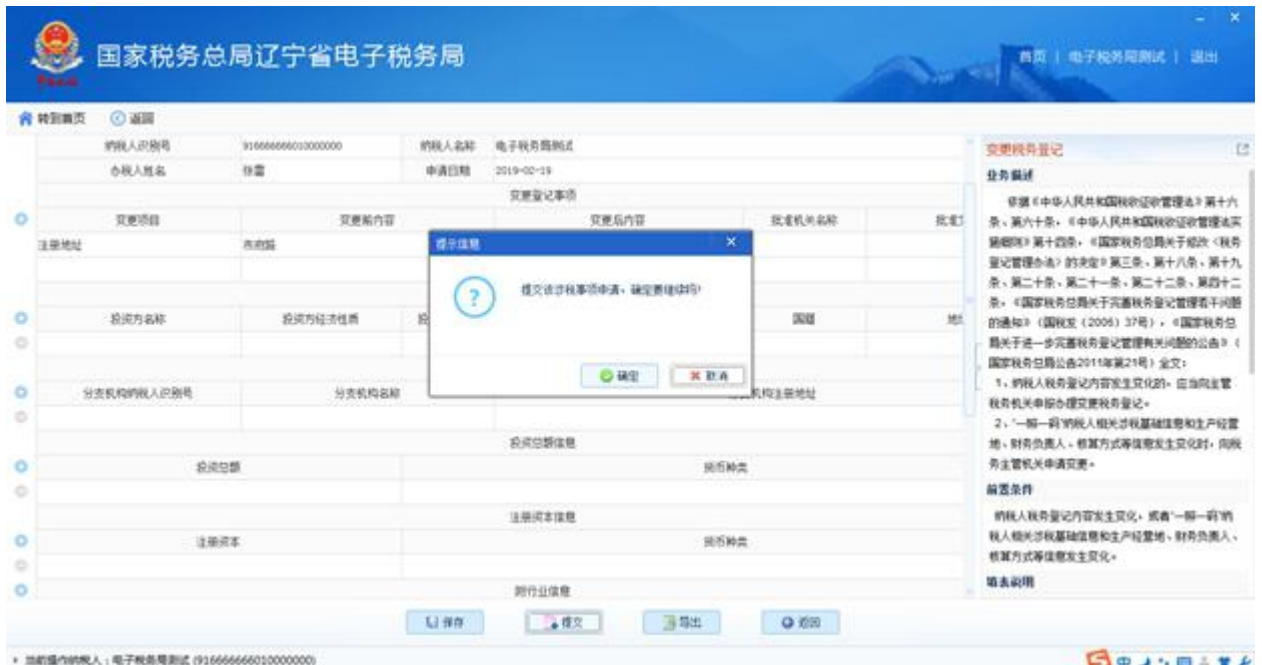 国家税务总局辽宁省电子税务局
首页 | 电子税务局测试 | 退出
转到首页 返回
纳税人识别号 916666666010000000 纳税人名称 电子税务局测试
办税人姓名 徐雷 申请日期 2019-02-19
变更登记事项
变更项目 变更前内容 变更后内容 批准机关名称 批准文
注册地址 市府路
提示信息
提交该涉税事项申请，确定要继续吗?
确定 取消
投资方名称 投资方经济性质 投 国籍 地址
分支机构纳税人识别号 分支机构名称 机构注册地址
投资总额信息
投资总额 货币种类
注册资本信息
注册资本 货币种类
附行业信息
保存 提交 导出 返回
当前操作纳税人：电子税务局测试 (916666666010000000)
变更税务登记
业务描述
依据《中华人民共和国税收征收管理法》第十六
条、第六十条，《中华人民共和国税收征收管理法实
施细则》第十四条，《国家税务总局关于修改〈税务
登记管理办法〉的决定》第三条、第十八条、第十九
条、第二十条、第二十一条、第二十二条、第四十二
条，《国家税务总局关于完善税务登记管理若干问题
的通知》（国税发（2006）37号），《国家税务总
局关于进一步完善税务登记管理有关问题的公告》（
国家税务总局公告2011年第21号）全文：
1、纳税人税务登记内容发生变化的，应当向主管
税务机关申报办理变更税务登记。
2、“一照一码”纳税人相关涉税基础信息和生产经营
地、财务负责人、核算方式等信息发生变化时，向税
务主管机关申请变更。
前置条件
纳税人税务登记内容发生变化，或者“一照一码”纳
税人相关涉税基础信息和生产经营地、财务负责人、
核算方式等信息发生变化。
填表说明